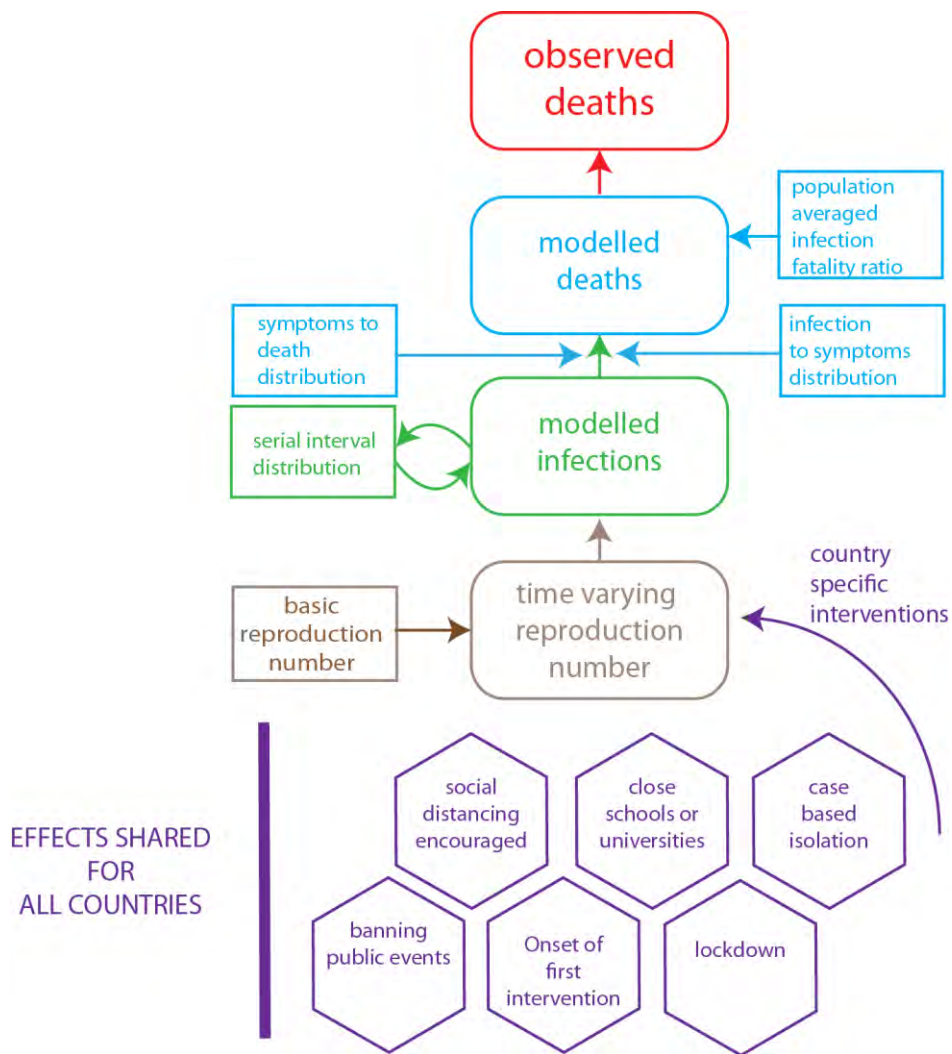 observed
deaths
modelled
deaths
population
averaged
infection
fatality ratio
symptoms to
death
distribution
infection
to symptoms
distribution
serial interval
distribution
modelled
infections
basic
reproduction
number
time varying
reproduction
number
country
specific
interventions
EFFECTS SHARED
FOR
ALL COUNTRIES
social
distancing
encouraged
close
schools or
universities
case
based
isolation
banning
public events
Onset of
first
intervention
lockdown